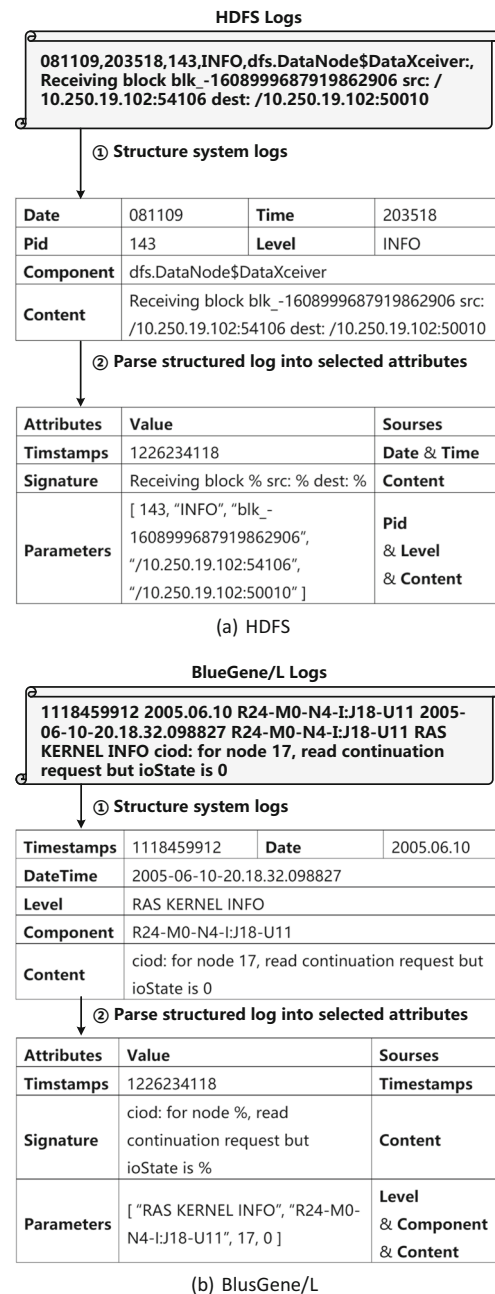 HDFS Logs
081109,203518,143,INFO,dfs.DataNode$DataXceiver:,
Receiving block blk_-1608999687919862906 src: /
10.250.19.102:54106 dest: /10.250.19.102:50010
① Structure system logs
Date 081109 Time 203518
Pid 143 Level INFO
Component dfs.DataNode$DataXceiver
Content Receiving block blk_-1608999687919862906 src:
/10.250.19.102:54106 dest: /10.250.19.102:50010
② Parse structured log into selected attributes
Attributes Value Sourses
Timstamps 1226234118 Date & Time
Signature Receiving block % src: % dest: % Content
Parameters
[ 143, "INFO", "blk_-
1608999687919862906",
"/10.250.19.102:54106",
"/10.250.19.102:50010" ]
Pid
& Level
& Content
(a) HDFS
BlueGene/L Logs
1118459912 2005.06.10 R24-M0-N4-I:J18-U11 2005-
06-10-20.18.32.098827 R24-M0-N4-I:J18-U11 RAS
KERNEL INFO ciod: for node 17, read continuation
request but ioState is 0
① Structure system logs
Timestamps 1118459912 Date 2005.06.10
DateTime 2005-06-10-20.18.32.098827
Level RAS KERNEL INFO
Component R24-M0-N4-I:J18-U11
Content ciod: for node 17, read continuation request but
ioState is 0
② Parse structured log into selected attributes
Attributes Value Sourses
Timstamps 1226234118 Timestamps
Signature
ciod: for node %, read
continuation request but
ioState is %
Content
Parameters
[ "RAS KERNEL INFO", "R24-M0-
N4-I:J18-U11", 17, 0 ]
Level
& Component
& Content
(b) BlusGene/L